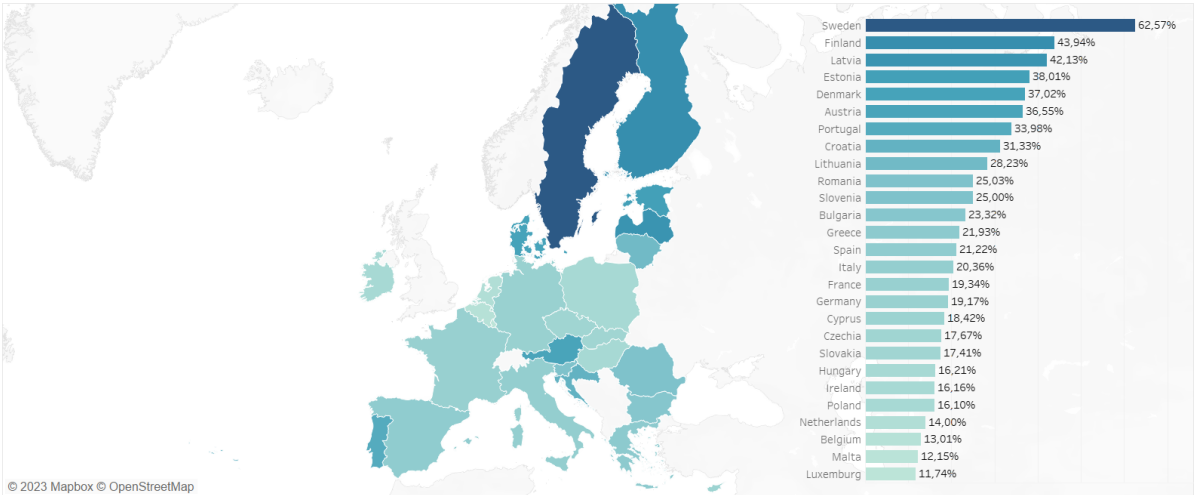 Sweden 62,57%
Finland 43,94%
Latvia 42,13%
Estonia 38,01%
Denmark 37,02%
Austria 36,55%
Portugal 33,98%
Croatia 31,33%
Lithuania 28,23%
Romania 25,03%
Slovenia 25,00%
Bulgaria 23,32%
Greece 21,93%
Spain 21,22%
Italy 20,36%
France 19,34%
Germany 19,17%
Cyprus 18,42%
Czechia 17,67%
Slovakia 17,41%
Hungary 16,21%
Ireland 16,16%
Poland 16,10%
Netherlands 14,00%
Belgium 13,01%
Malta 12,15%
Luxemburg 11,74%
© 2023 Mapbox © OpenStreetMap